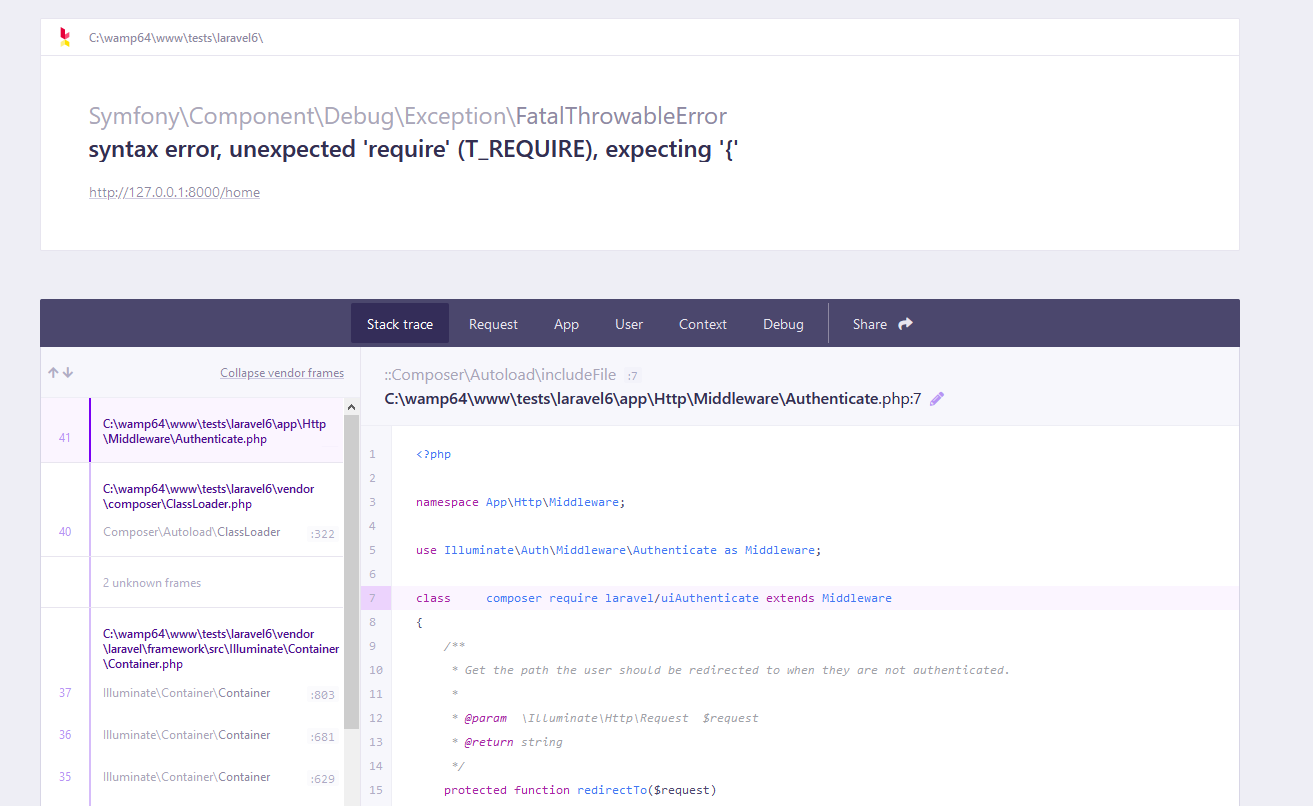 C:\wamp64\www\tests\laravel6\
Symfony\Component\Debug\Exception\FatalThrowableError
syntax error, unexpected 'require' (T_REQUIRE), expecting '{'
http://127.0.0.1:8000/home
Stack trace Request App User Context Debug Share
Collapse vendor frames
41 C:\wamp64\www\tests\laravel6\app\Http
\Middleware\Authenticate.php
C:\wamp64\www\tests\laravel6\vendor
\composer\ClassLoader.php
40 Composer\Autoload\ClassLoader :322
2 unknown frames
C:\wamp64\www\tests\laravel6\vendor
\laravel\framework\src\Illuminate\Container
\Container.php
37 Illuminate\Container\Container :803
36 Illuminate\Container\Container :681
35 Illuminate\Container\Container :629
::Composer\Autoload\includeFile :7
C:\wamp64\www\tests\laravel6\app\Http\Middleware\Authenticate.php:7
1 <?php
2
3 namespace App\Http\Middleware;
4
5 use Illuminate\Auth\Middleware\Authenticate as Middleware;
6
7 class     composer require laravel/uiAuthenticate extends Middleware
8 {
9     /**
10      * Get the path the user should be redirected to when they are not authenticated.
11      *
12      * @param  \Illuminate\Http\Request  $request
13      * @return string
14      */
15     protected function redirectTo($request)